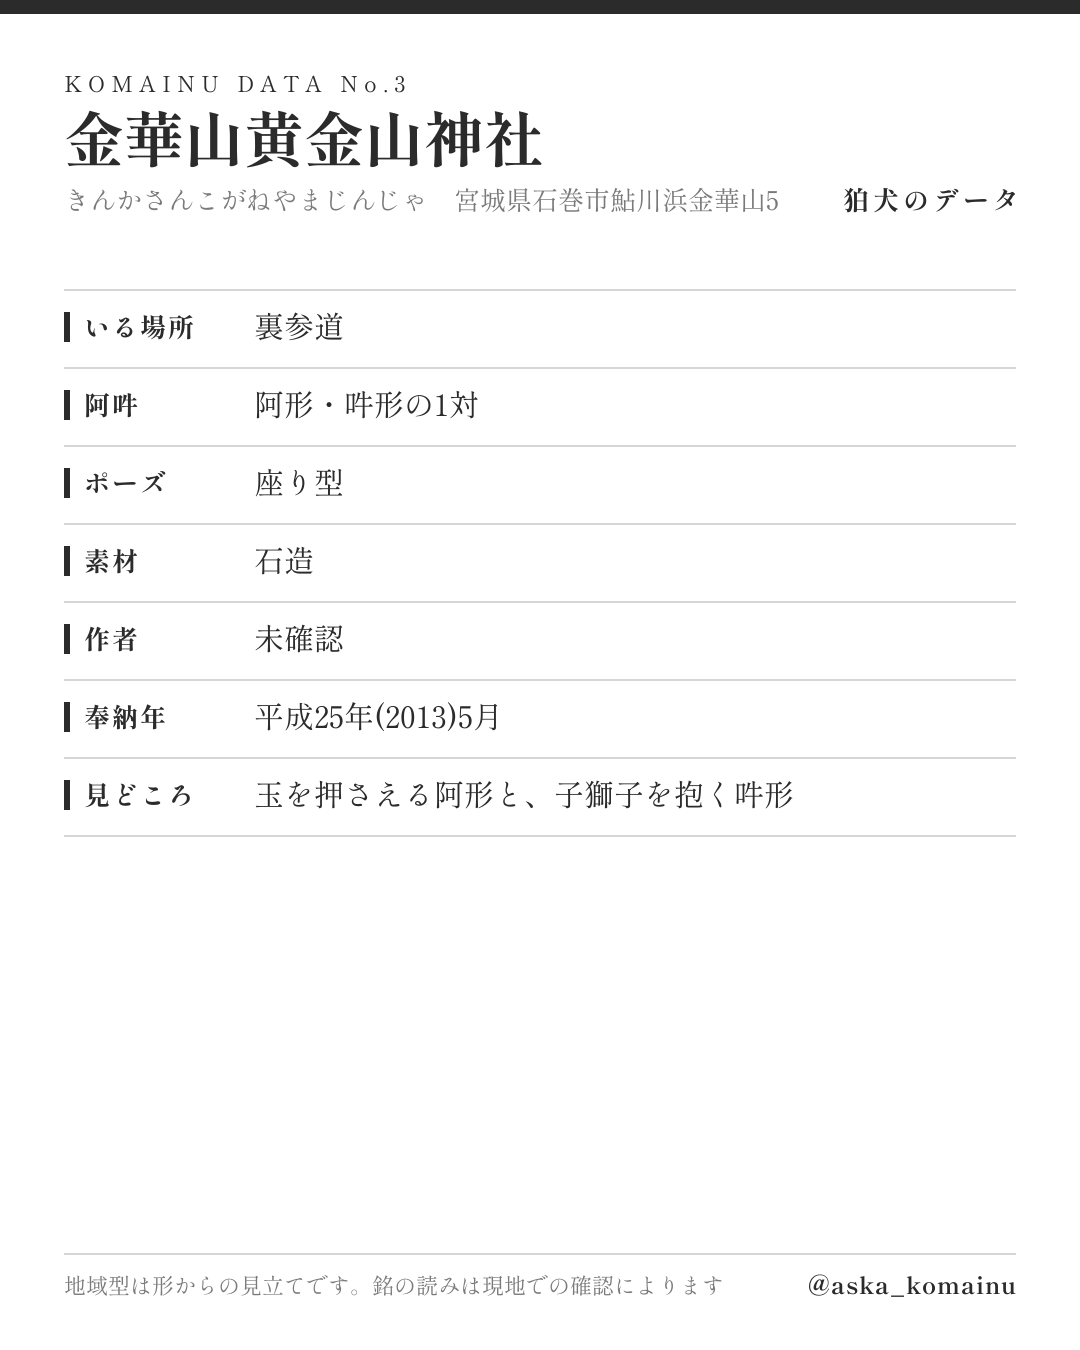 KOMAINU DATA No.3
金華山黄金山神社
きんかさんこがねやまじんじゃ　宮城県石巻市鮎川浜金華山5　狛犬のデータ
いる場所　裏参道
阿吽　阿形・吽形の1対
ポーズ　座り型
素材　石造
作者　未確認
奉納年　平成25年(2013)5月
見どころ　玉を押さえる阿形と、子獅子を抱く吽形
地域型は形からの見立てです。銘の読みは現地での確認によります　@aska_komainu